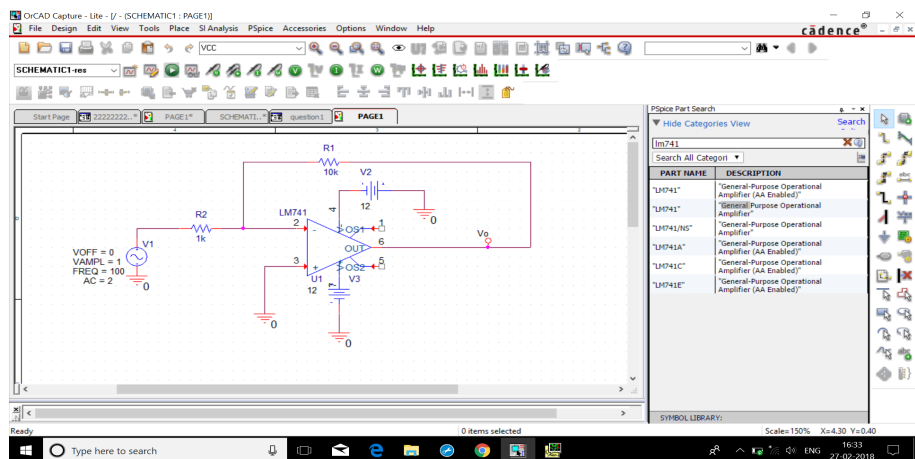 OrCAD Capture - Lite - [/ - (SCHEMATIC1 : PAGE1)]
File Design Edit View Tools Place SI Analysis PSpice Accessories Options Window Help
cādence®
VCC
U?
SCHEMATIC1-res
Start Page
22222222..*
PAGE1*
SCHEMATI...*
question1
PAGE1
PSpice Part Search
Hide Categories View
Search
lm741
Search All Categori
PART NAME DESCRIPTION
"LM741" "General-Purpose Operational Amplifier (AA Enabled)"
"LM741" "General-Purpose Operational Amplifier"
"LM741/NS" "General-Purpose Operational Amplifier"
"LM741A" "General-Purpose Operational Amplifier (AA Enabled)"
"LM741C" "General-Purpose Operational Amplifier (AA Enabled)"
"LM741E" "General-Purpose Operational Amplifier (AA Enabled)"
SYMBOL LIBRARY:
R1
10k
V2
12
0
R2
1k
LM741
2
-
4
OS1
1
OUT
6
Vo
3
+
7
OS2
5
U1
V3
12
0
0
VOFF = 0
VAMPL = 1
FREQ = 100
AC = 2
V1
0
Ready
0 items selected
Scale=150% X=4.30 Y=0.40
Type here to search
ENG
16:33
27-02-2018